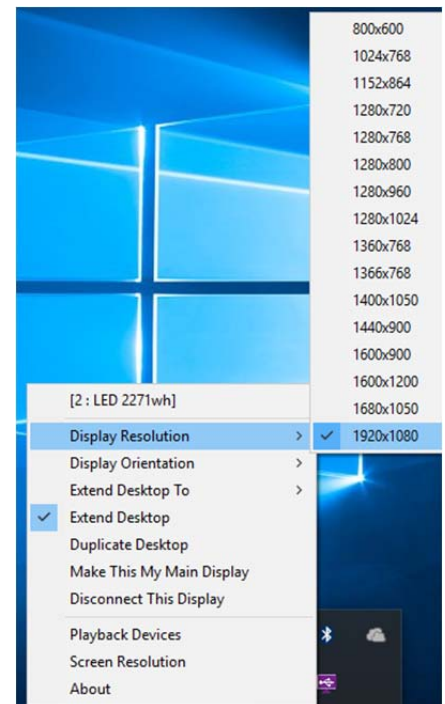 800x600
1024x768
1152x864
1280x720
1280x768
1280x800
1280x960
1280x1024
1360x768
1366x768
1400x1050
1440x900
1600x900
1600x1200
1680x1050
1920x1080
[2 : LED 2271wh]
Display Resolution
Display Orientation
Extend Desktop To
Extend Desktop
Duplicate Desktop
Make This My Main Display
Disconnect This Display
Playback Devices
Screen Resolution
About